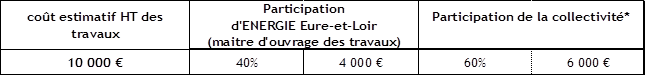 coût estimatif HT des
travaux
Participation
d'ENERGIE Eure-et-Loir
(maitre d'ouvrage des travaux)
Participation de la collectivité*
10 000 €
40%
4 000 €
60%
6 000 €